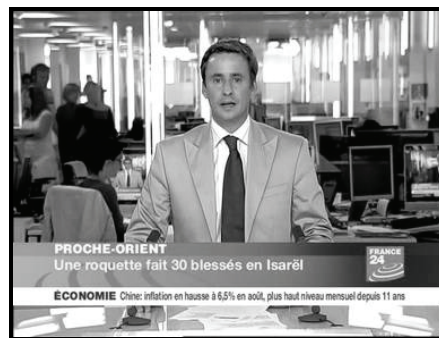 PROCHE-ORIENT
Une roquette fait 30 blessés en Isarël
FRANCE
24
ÉCONOMIE Chine: inflation en hausse à 6,5% en août, plus haut niveau mensuel depuis 11 ans